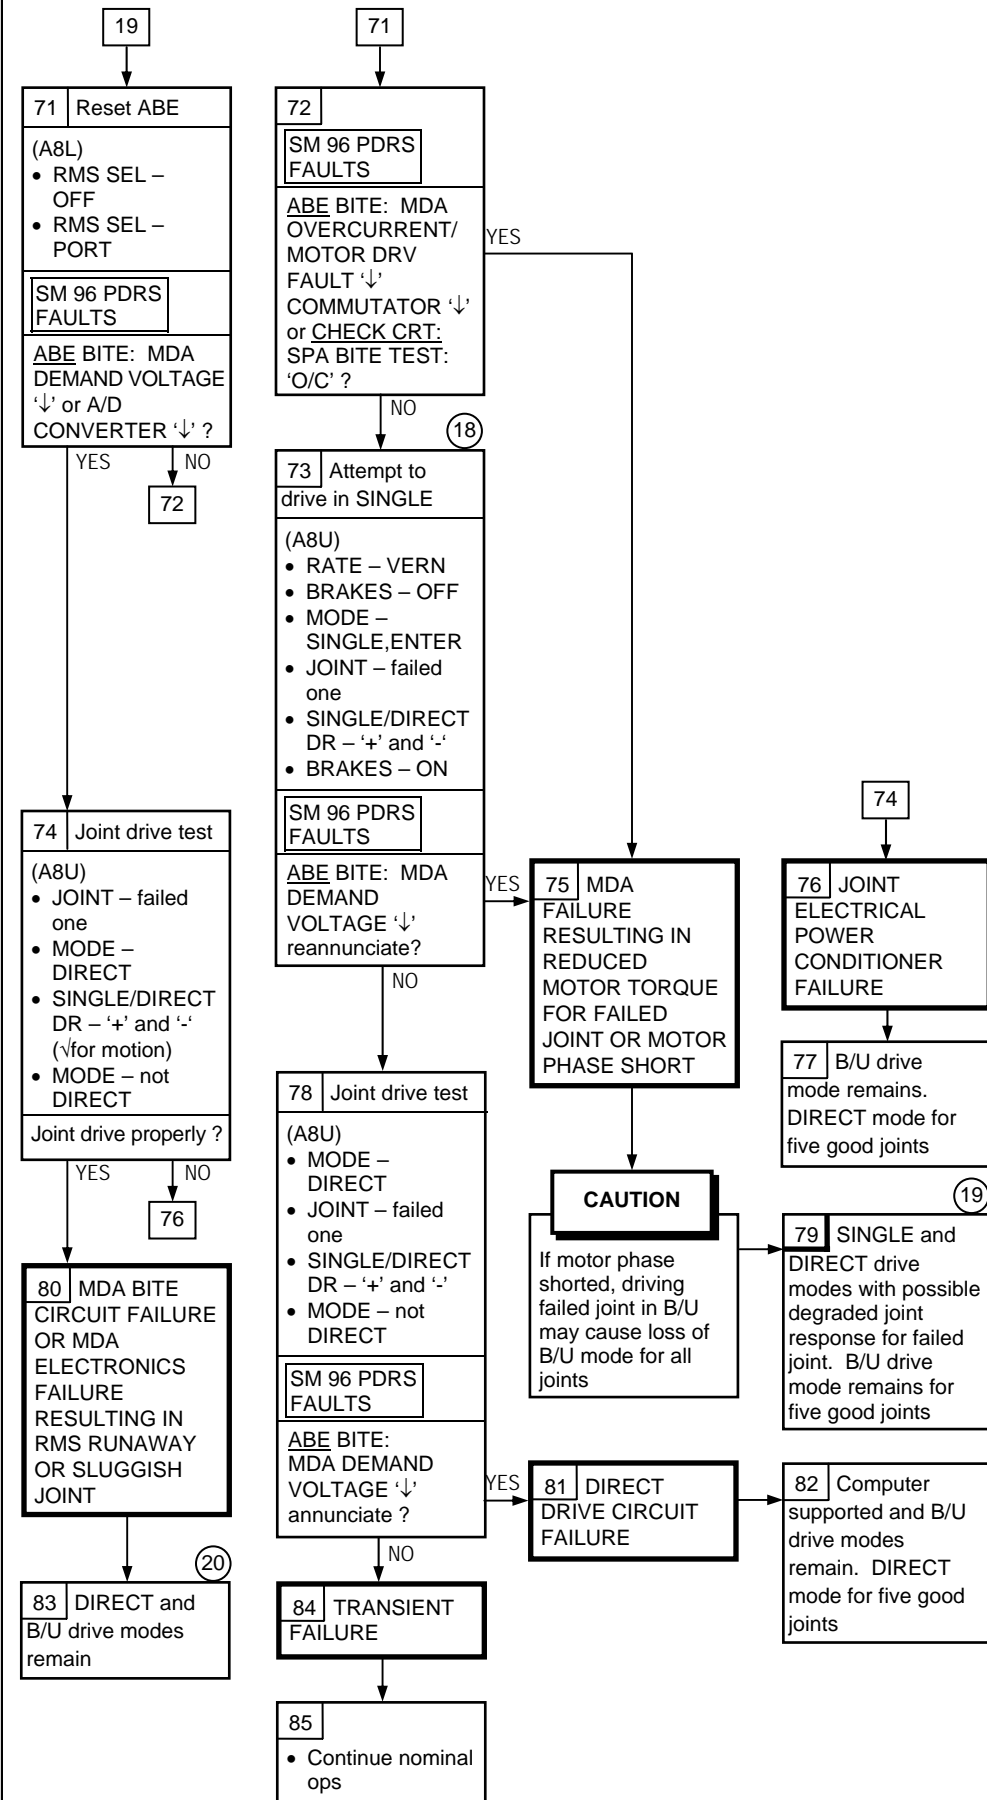 19
71 Reset ABE
(A8L)
• RMS SEL –
OFF
• RMS SEL –
PORT
SM 96 PDRS
FAULTS
ABE BITE: MDA
DEMAND VOLTAGE
‘↓’ or A/D
CONVERTER ‘↓’ ?
YES
NO
72
74 Joint drive test
(A8U)
• JOINT – failed
one
• MODE –
DIRECT
• SINGLE/DIRECT
DR – ‘+’ and ‘-‘
(√for motion)
• MODE – not
DIRECT
Joint drive properly ?
YES
NO
76
80 MDA BITE
CIRCUIT FAILURE
OR MDA
ELECTRONICS
FAILURE
RESULTING IN
RMS RUNAWAY
OR SLUGGISH
JOINT
20
83 DIRECT and
B/U drive modes
remain
71
72
SM 96 PDRS
FAULTS
ABE BITE: MDA
OVERCURRENT/
MOTOR DRV
FAULT ‘↓’
COMMUTATOR ‘↓’
or CHECK CRT:
SPA BITE TEST:
‘O/C’ ?
YES
NO
18
73 Attempt to
drive in SINGLE
(A8U)
• RATE – VERN
• BRAKES – OFF
• MODE –
SINGLE,ENTER
• JOINT – failed
one
• SINGLE/DIRECT
DR – ‘+’ and ‘-‘
• BRAKES – ON
SM 96 PDRS
FAULTS
ABE BITE: MDA
DEMAND
VOLTAGE ‘↓’
reannunciate?
YES
NO
78 Joint drive test
(A8U)
• MODE –
DIRECT
• JOINT – failed
one
• SINGLE/DIRECT
DR – ‘+’ and ‘-’
• MODE – not
DIRECT
SM 96 PDRS
FAULTS
ABE BITE:
MDA DEMAND
VOLTAGE ‘↓’
annunciate ?
YES
NO
84 TRANSIENT
FAILURE
85
• Continue nominal
ops
75 MDA
FAILURE
RESULTING IN
REDUCED
MOTOR TORQUE
FOR FAILED
JOINT OR MOTOR
PHASE SHORT
CAUTION
If motor phase
shorted, driving
failed joint in B/U
may cause loss of
B/U mode for all
joints
81 DIRECT
DRIVE CIRCUIT
FAILURE
74
76 JOINT
ELECTRICAL
POWER
CONDITIONER
FAILURE
77 B/U drive
mode remains.
DIRECT mode for
five good joints
19
79 SINGLE and
DIRECT drive
modes with possible
degraded joint
response for failed
joint. B/U drive
mode remains for
five good joints
82 Computer
supported and B/U
drive modes
remain. DIRECT
mode for five good
joints